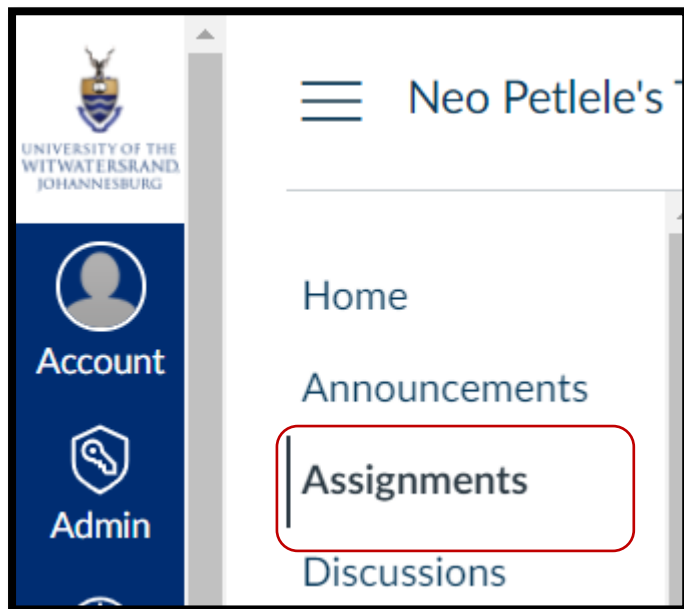 UNIVERSITY OF THE
WITWATERSRAND,
JOHANNESBURG
Account
Admin
Neo Petlele's
Home
Announcements
Assignments
Discussions